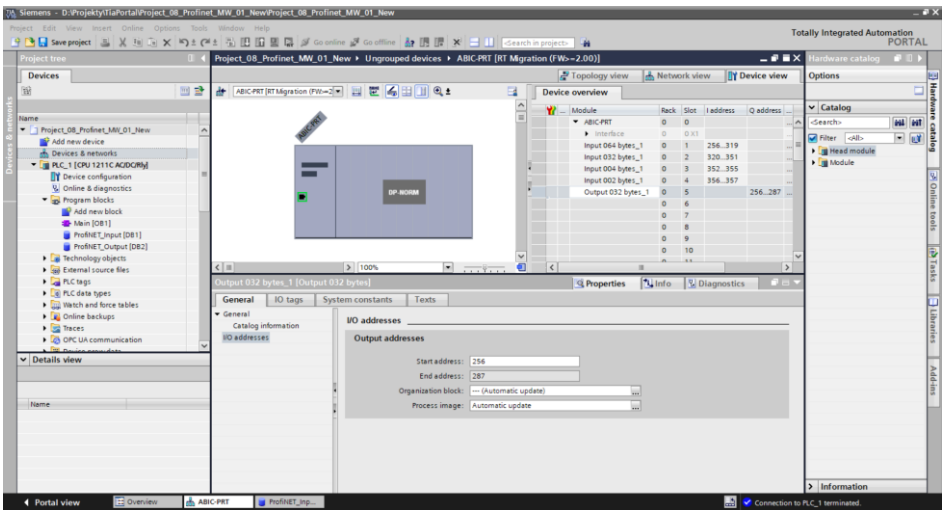 Siemens - D:\Projekty\TiaPortal\Project_08_Profinet_MW_01_New\Project_08_Profinet_MW_01_New
Project Edit View Insert Online Options Tools Window Help
Totally Integrated Automation
PORTAL
Save project
Go online
Go offline
<Search in project>
Project tree
Project_08_Profinet_MW_01_New ▸ Ungrouped devices ▸ ABIC-PRT [RT Migration (FW>=2.00)]
Hardware catalog
Devices
Topology view
Network view
Device view
Options
ABIC-PRT [RT Migration (FW>=2
Device overview
Catalog
<Search>
Filter
<All>
Head module
Module
Name
Project_08_Profinet_MW_01_New
Add new device
Devices & networks
PLC_1 [CPU 1211C AC/DC/Rly]
Device configuration
Online & diagnostics
Program blocks
Add new block
Main [OB1]
ProfiNET_Input [DB1]
ProfiNET_Output [DB2]
Technology objects
External source files
PLC tags
PLC data types
Watch and force tables
Online backups
Traces
OPC UA communication
Details view
Name
ABIC-PRT
DP-NORM
100%
... Module Rack Slot I address Q address ...
ABIC-PRT 0 0
Interface 0 0 X1
Input 064 bytes_1 0 1 256...319
Input 032 bytes_1 0 2 320...351
Input 004 bytes_1 0 3 352...355
Input 002 bytes_1 0 4 356...357
Output 032 bytes_1 0 5 256...287
0 6
0 7
0 8
0 9
0 10
Output 032 bytes_1 [Output 032 bytes]
Properties
Info
Diagnostics
General
IO tags
System constants
Texts
General
Catalog information
I/O addresses
I/O addresses
Output addresses
Start address: 256
End address: 287
Organization block: --- (Automatic update)
Process image: Automatic update
Devices & networks
Hardware catalog
Online tools
Tasks
Libraries
Add-ins
Information
Portal view
Overview
ABIC-PRT
ProfiNET_Inp...
Connection to PLC_1 terminated.